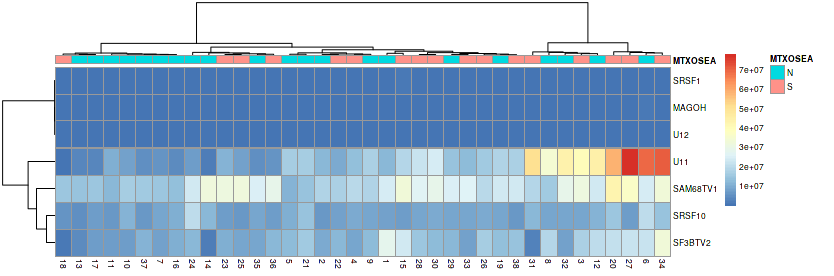 MTXOSEA
SRSF1
MAGOH
U12
U11
SAM68TV1
SRSF10
SF3BTV2
18 13 17 11 10 37 7 16 24 14 23 25 35 36 5 21 2 22 4 9 1 15 28 30 29 33 26 19 38 31 8 32 3 12 20 27 6 34
7e+07
6e+07
5e+07
4e+07
3e+07
2e+07
1e+07
MTXOSEA
N
S